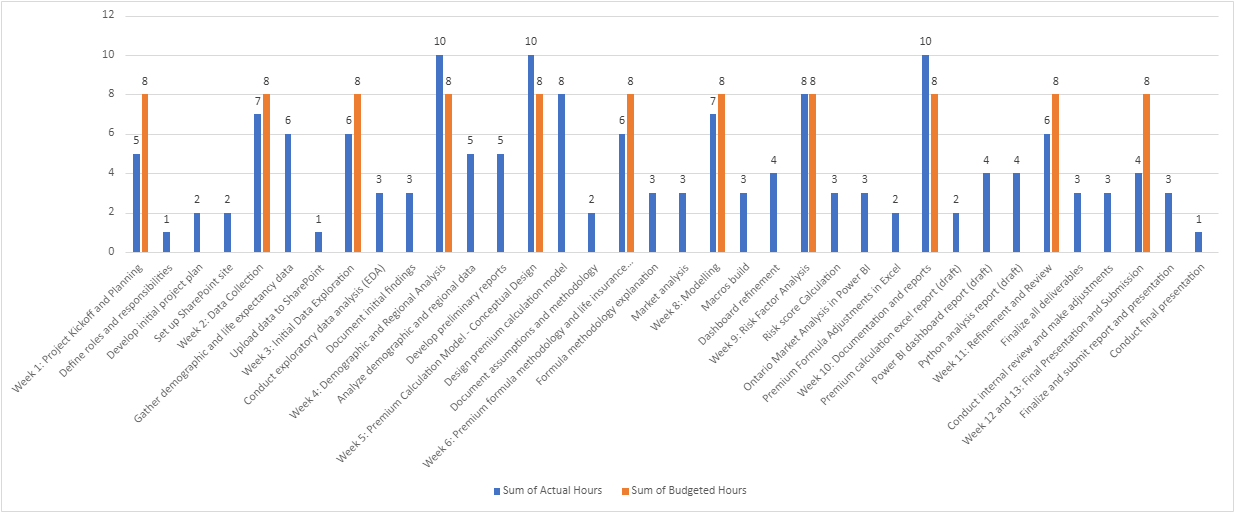 12
10
8
6
4
2
0
5
8
1
2
2
7
8
6
1
6
8
3
3
10
8
5
5
10
8
8
2
6
8
3
3
7
8
3
4
8
8
3
3
2
10
8
2
4
4
6
8
3
3
4
8
3
1
Week 1: Project Kickoff and Planning
Define roles and responsibilities
Develop initial project plan
Set up SharePoint site
Week 2: Data Collection
Gather demographic and life expectancy data
Upload data to SharePoint
Week 3: Initial Data Exploration
Conduct exploratory data analysis (EDA)
Document initial findings
Week 4: Demographic and Regional Analysis
Analyze demographic and regional data
Develop preliminary reports
Week 5: Premium Calculation Model - Conceptual Design
Design premium calculation model
Document assumptions and methodology
Week 6: Premium formula methodology and life insurance...
Formula methodology explanation
Market analysis
Week 8: Modelling
Macros build
Dashboard refinement
Week 9: Risk Factor Analysis
Risk score Calculation
Ontario Market Analysis in Power BI
Premium Formula Adjustments in Excel
Week 10: Documentation and reports
Premium calculation excel report (draft)
Power BI dashboard report (draft)
Python analysis report (draft)
Week 11: Refinement and Review
Finalize all deliverables
Conduct internal review and make adjustments
Week 12 and 13: Final Presentation and Submission
Finalize and submit report and presentation
Conduct final presentation
Sum of Actual Hours
Sum of Budgeted Hours